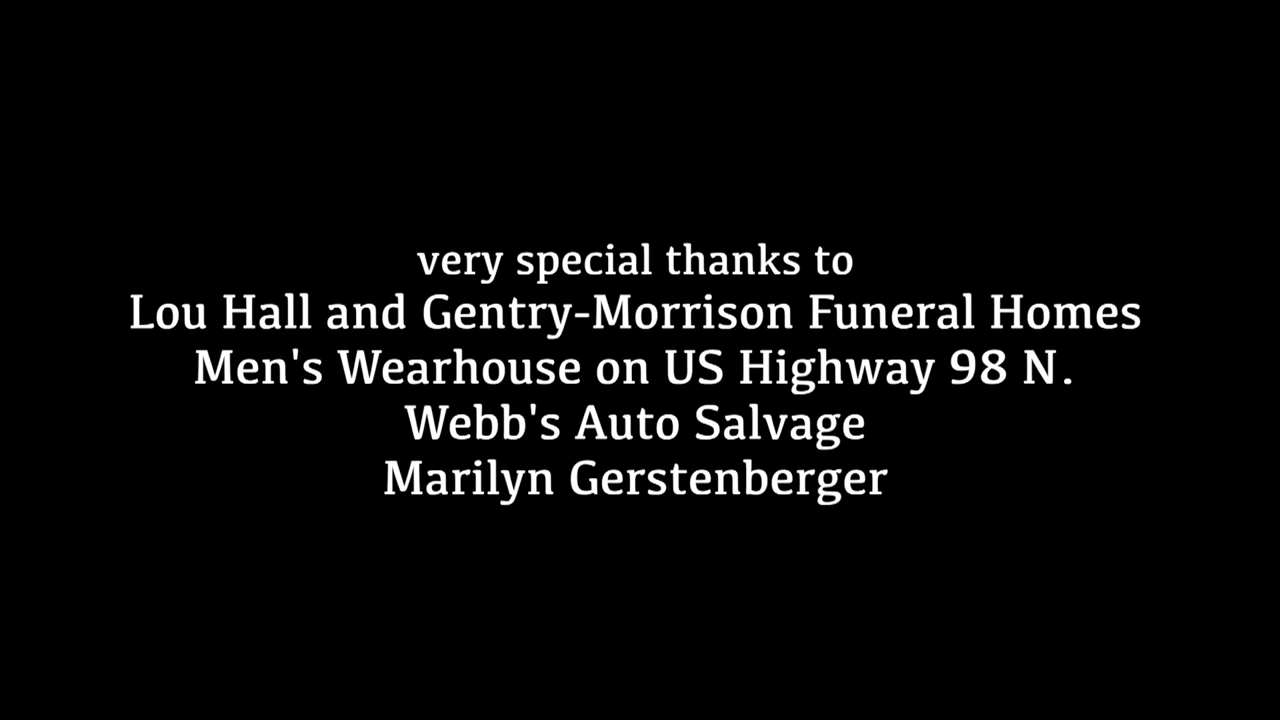 very special thanks to
Lou Hall and Gentry-Morrison Funeral Homes
Men's Wearhouse on US Highway 98 N.
Webb's Auto Salvage
Marilyn Gerstenberger